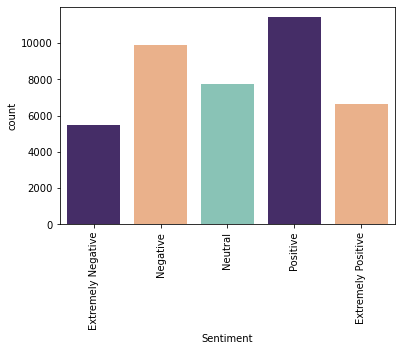 10000
8000
6000
4000
2000
0
count
Extremely Negative
Negative
Neutral
Positive
Extremely Positive
Sentiment